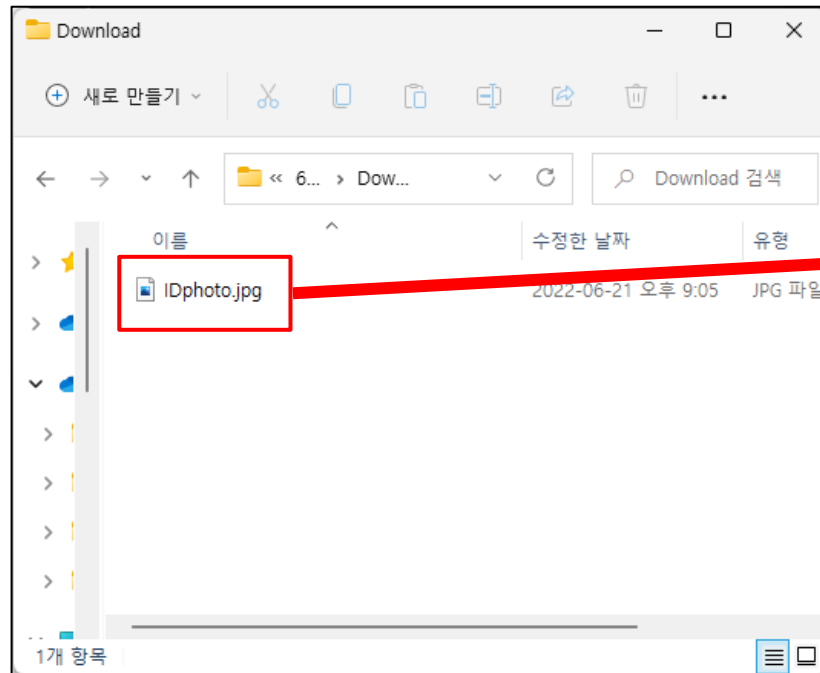 Download
새로 만들기
« 6... › Dow...
Download 검색
이름 수정한 날짜 유형
IDphoto.jpg 2022-06-21 오후 9:05 JPG 파일
1개 항목